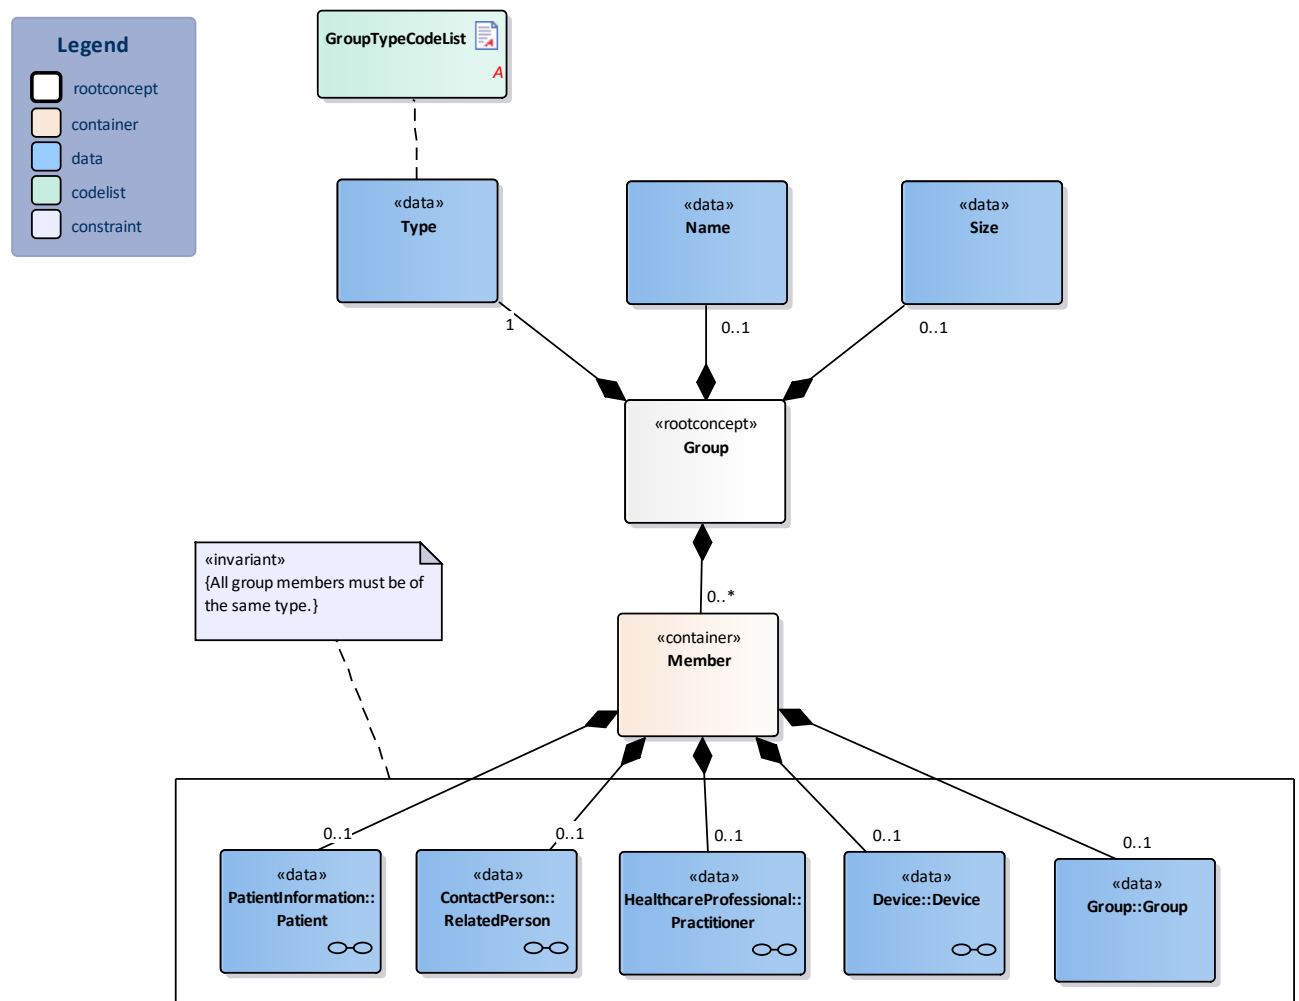 Legend
rootconcept
container
data
codelist
constraint
GroupTypeCodeList
A
«data»
Type
«data»
Name
«data»
Size
1
0..1
0..1
«rootconcept»
Group
«invariant»
{All group members must be of
the same type.}
0..*
«container»
Member
0..1
0..1
0..1
0..1
0..1
«data»
PatientInformation::
Patient
«data»
ContactPerson::
RelatedPerson
«data»
HealthcareProfessional::
Practitioner
«data»
Device::Device
«data»
Group::Group